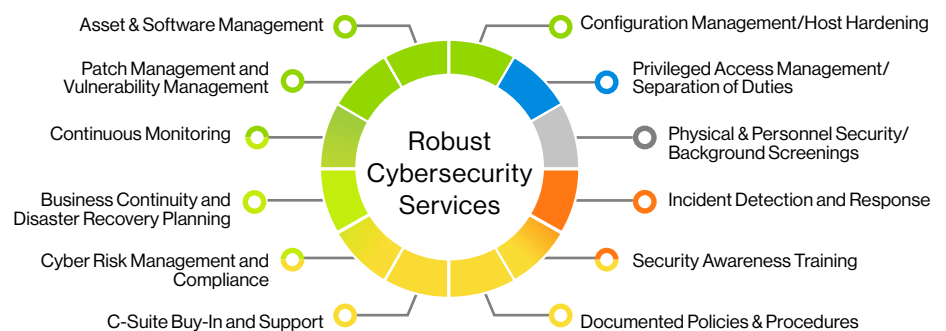 Asset & Software Management
Configuration Management/Host Hardening
Patch Management and
Vulnerability Management
Privileged Access Management/
Separation of Duties
Continuous Monitoring
Physical & Personnel Security/
Background Screenings
Robust
Cybersecurity
Services
Business Continuity and
Disaster Recovery Planning
Incident Detection and Response
Cyber Risk Management and
Compliance
Security Awareness Training
C-Suite Buy-In and Support
Documented Policies & Procedures